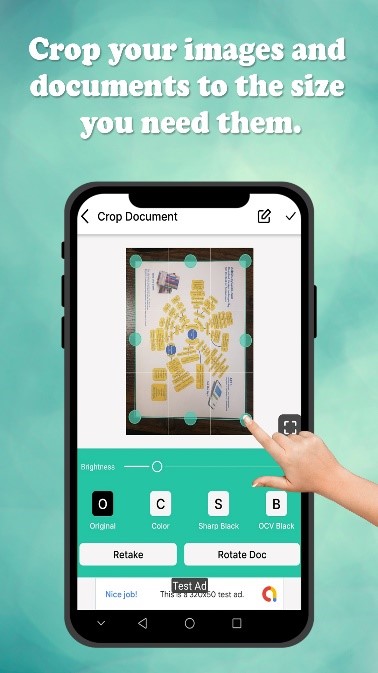 Crop your images and
documents to the size
you need them.
Crop Document
Brightness
O C S B
Original Color Sharp Black OCV Black
Retake Rotate Doc
Test Ad
Nice job! This is a 320x50 test ad.